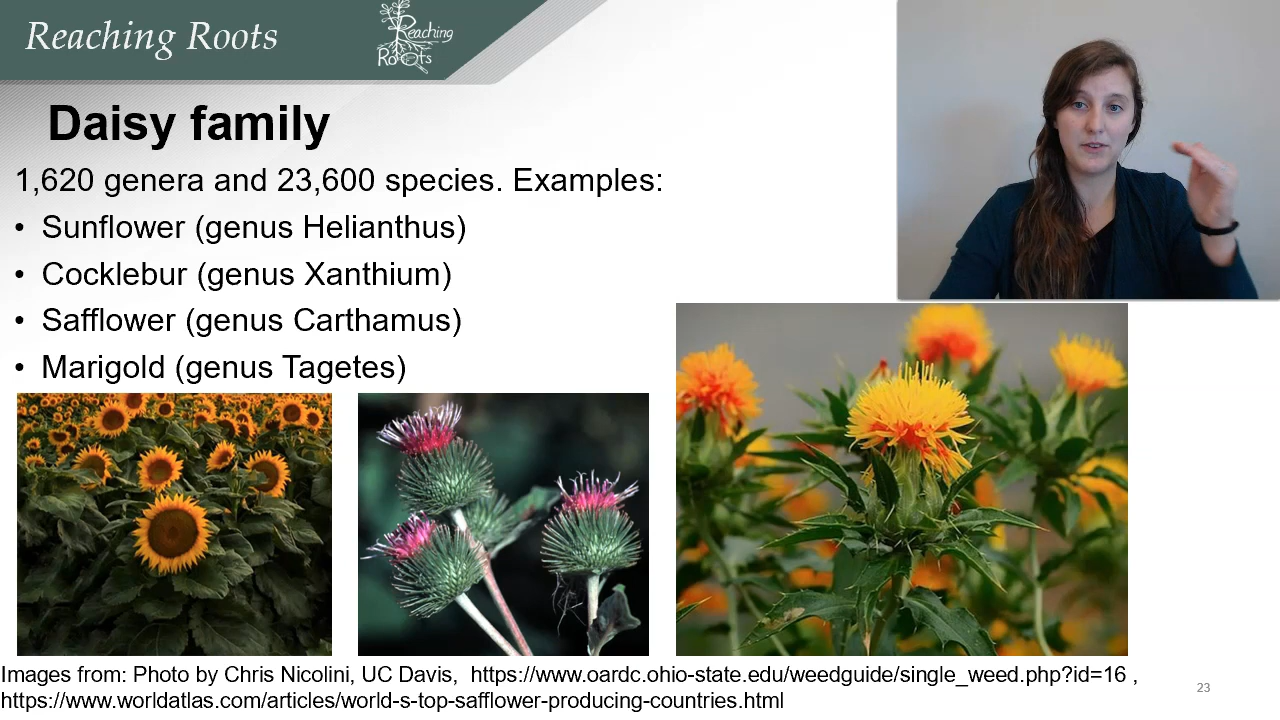 Reaching Roots
Reaching
Roots
Daisy family
1,620 genera and 23,600 species. Examples:
• Sunflower (genus Helianthus)
• Cocklebur (genus Xanthium)
• Safflower (genus Carthamus)
• Marigold (genus Tagetes)
Images from: Photo by Chris Nicolini, UC Davis, https://www.oardc.ohio-state.edu/weedguide/single_weed.php?id=16 ,
https://www.worldatlas.com/articles/world-s-top-safflower-producing-countries.html
23